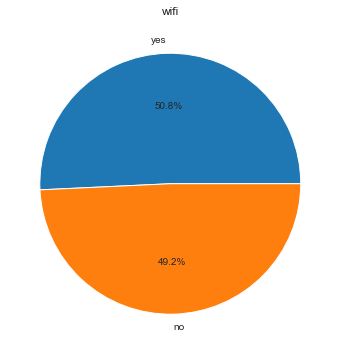 wifi
yes
50.8%
49.2%
no